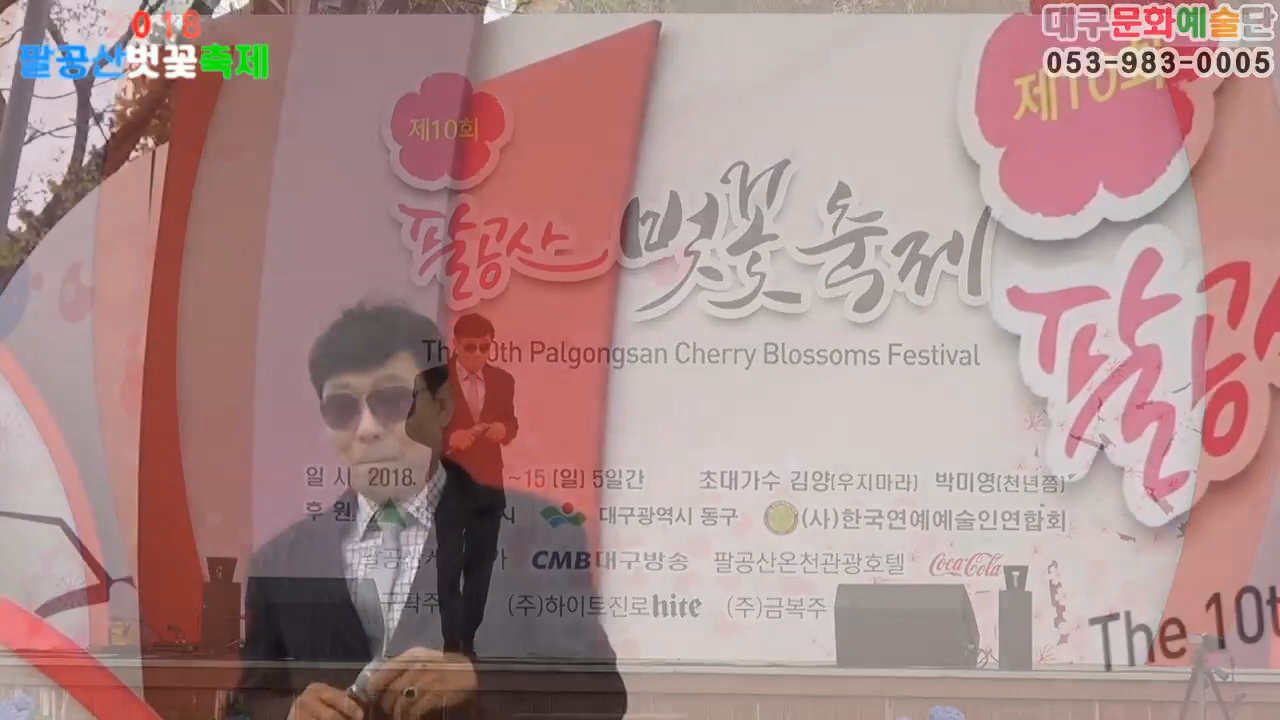 2018
팔공산벚꽃축제
대구문화예술단
053-983-0005
제10회
제10회
팔공산 벚꽃 축제
팔공
The 10th Palgongsan Cherry Blossoms Festival
일 시 2018. ~15 (일) 5일간 초대가수 김양(우지마라) 박미영(천년쯤)
후 원 대구광역시 동구 (사)한국연예예술인연합회
팔공산 CMB대구방송 팔공산온천관광호텔 Coca-Cola
(주)하이트진로 hite (주)금복주
The 10t